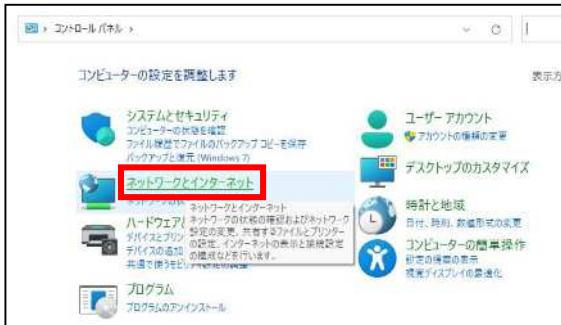 コントロール パネル
コンピューターの設定を調整します
表示方
システムとセキュリティ
コンピューターの状態を確認
ファイル履歴でファイルのバックアップ コピーを保存
バックアップと復元 (Windows 7)
ネットワークとインターネット
ネットワークとインターネット
ネットワークの状態の確認およびネットワーク
設定の変更、共有するファイルとプリンター
の設定、インターネットの表示と接続設定
の構成などを行います。
ハードウェア
デバイスとプリン
デバイスの追加
プログラム
プログラムのアンインストール
ユーザー アカウント
アカウントの種類の変更
デスクトップのカスタマイズ
時計と地域
日付、時刻、数値形式の変更
コンピューターの簡単操作
設定の提案の表示
視覚ディスプレイの最適化